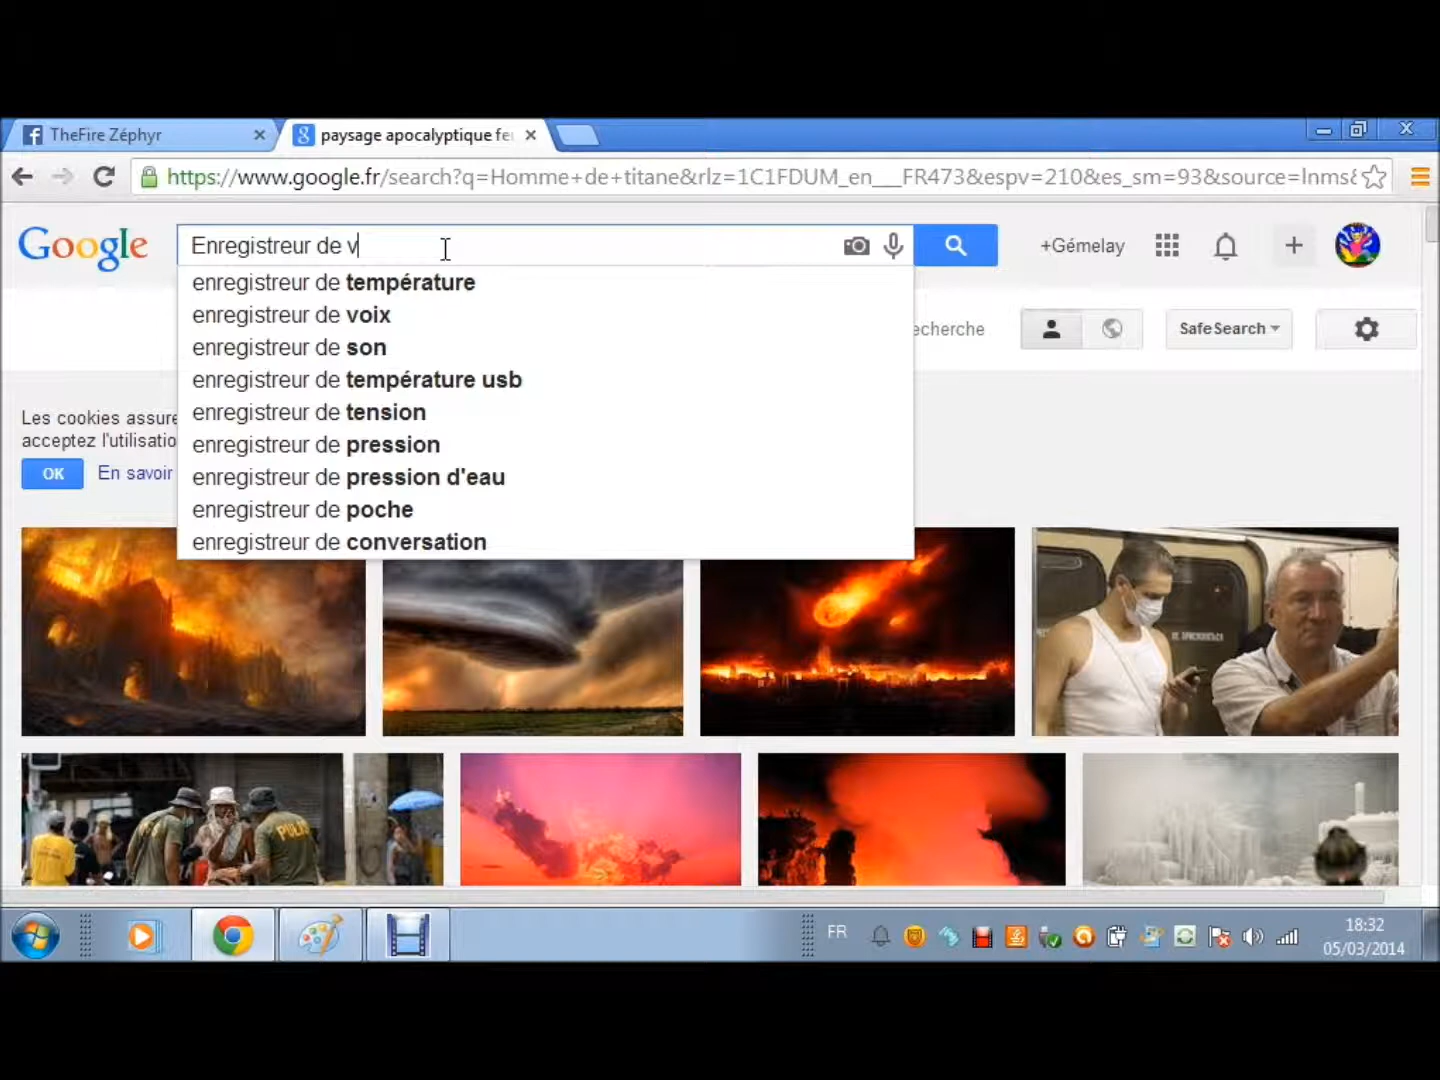 TheFire Zéphyr
paysage apocalyptique fe
https://www.google.fr/search?q=Homme+de+titane&rlz=1C1FDUM_en___FR473&espv=210&es_sm=93&source=lnms&
Google
Enregistreur de v
+Gémelay
enregistreur de température
enregistreur de voix
enregistreur de son
enregistreur de température usb
enregistreur de tension
enregistreur de pression
enregistreur de pression d'eau
enregistreur de poche
enregistreur de conversation
echerche
SafeSearch
Les cookies assure
acceptez l'utilisatio
OK
En savoir
FR
18:32
05/03/2014